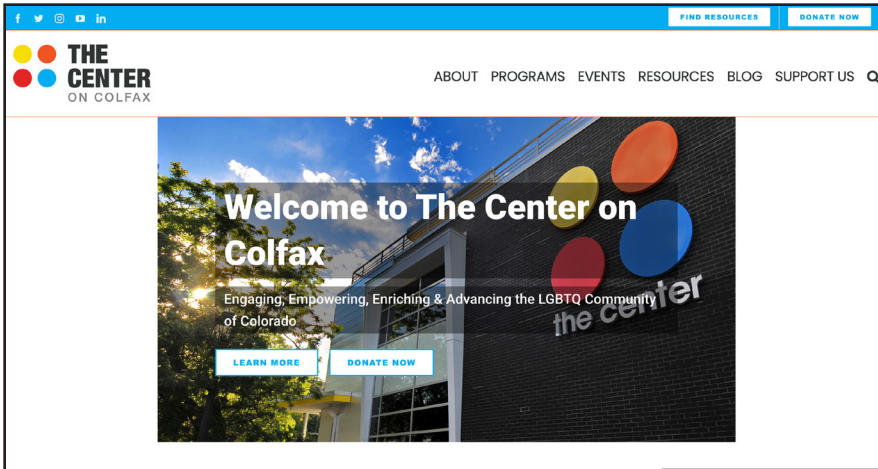 FIND RESOURCES
DONATE NOW
THE
CENTER
ON COLFAX
ABOUT PROGRAMS EVENTS RESOURCES BLOG SUPPORT US
Welcome to The Center on
Colfax
Engaging, Empowering, Enriching & Advancing the LGBTQ Community
of Colorado
the center
LEARN MORE
DONATE NOW